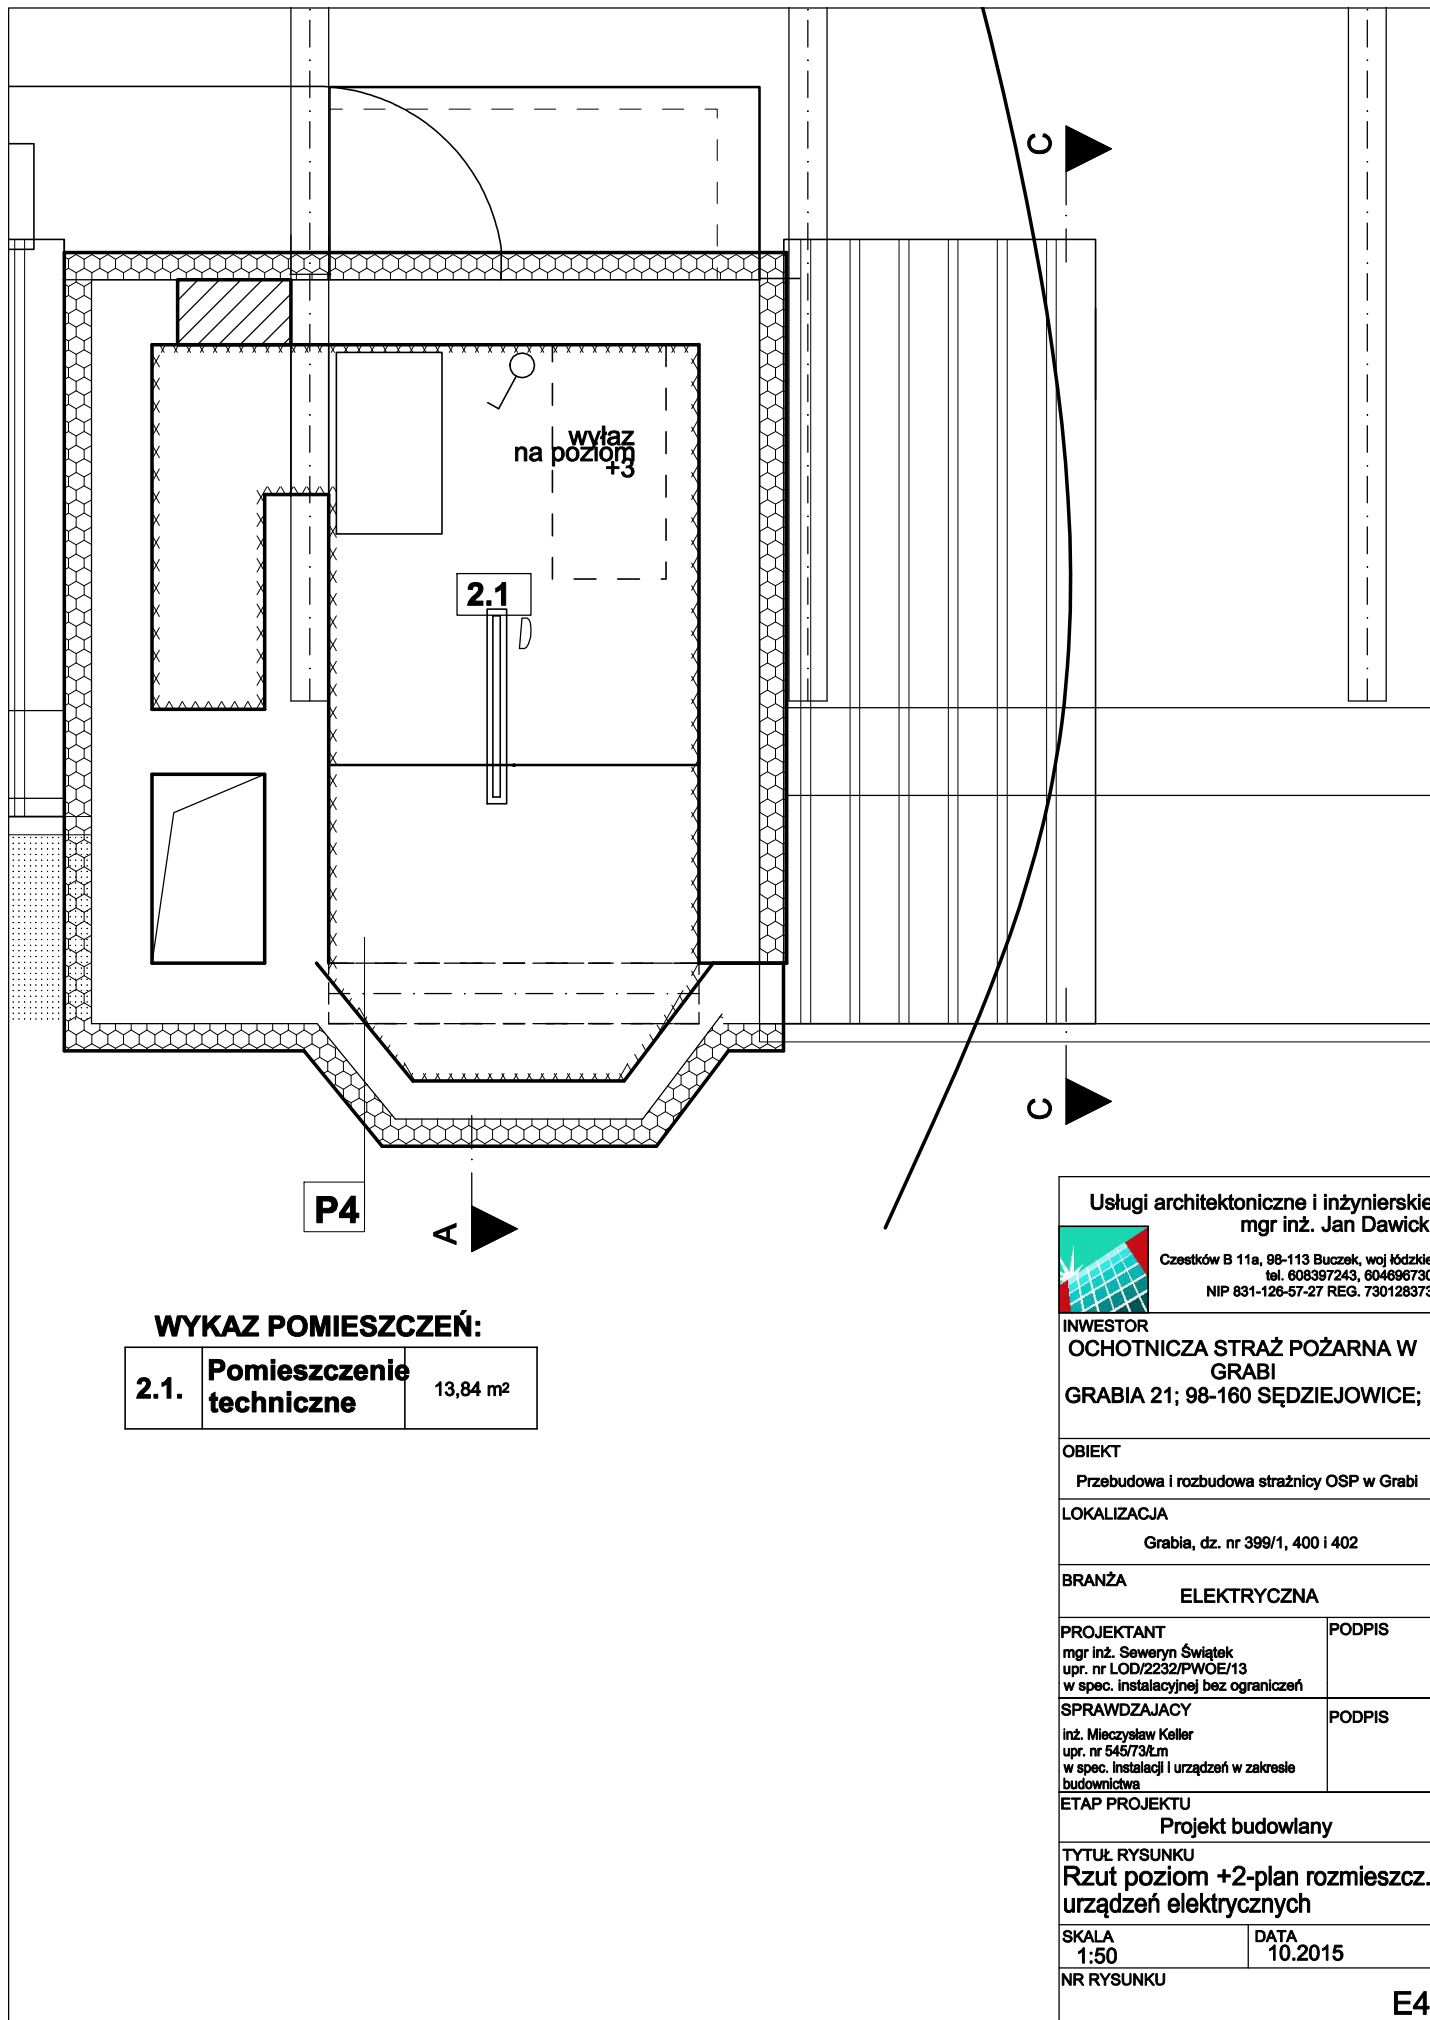 C
wyłaz
na poziom
+3
2.1
C
P4
A
WYKAZ POMIESZCZEŃ:
2.1.
Pomieszczenie
techniczne
13,84 m²
Usługi architektoniczne i inżynierskie
mgr inż. Jan Dawick
Czestków B 11a, 98-113 Buczek, woj łódzkie
tel. 608397243, 604696730
NIP 831-126-57-27 REG. 730128373
INWESTOR
OCHOTNICZA STRAŻ POŻARNA W
GRABI
GRABIA 21; 98-160 SĘDZIEJOWICE;
OBIEKT
Przebudowa i rozbudowa strażnicy OSP w Grabi
LOKALIZACJA
Grabia, dz. nr 399/1, 400 i 402
BRANŻA
ELEKTRYCZNA
PROJEKTANT
PODPIS
mgr inż. Seweryn Świątek
upr. nr LOD/2232/PWOE/13
w spec. instalacyjnej bez ograniczeń
SPRAWDZAJACY
PODPIS
inż. Mieczysław Keller
upr. nr 545/73/Łm
w spec. instalacji i urządzeń w zakresie
budownictwa
ETAP PROJEKTU
Projekt budowlany
TYTUŁ RYSUNKU
Rzut poziom +2-plan rozmieszcz.
urządzeń elektrycznych
SKALA
1:50
DATA
10.2015
NR RYSUNKU
E4